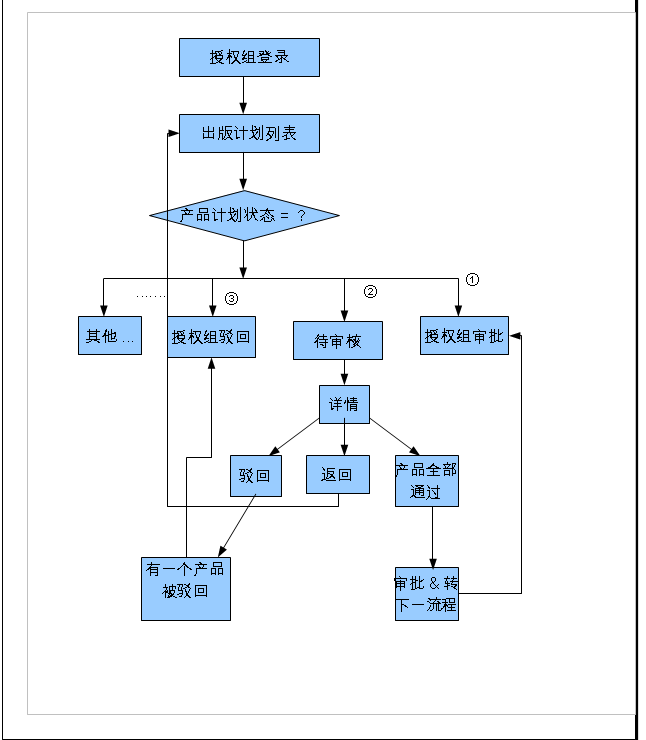 授权组登录
出版计划列表
产品计划状态 = ?
①
②
③
.......
其他 ...
授权组驳回
待审核
授权组审批
详情
驳回
返回
产品全部
通过
有一个产品
被驳回
审批 & 转
下一流程